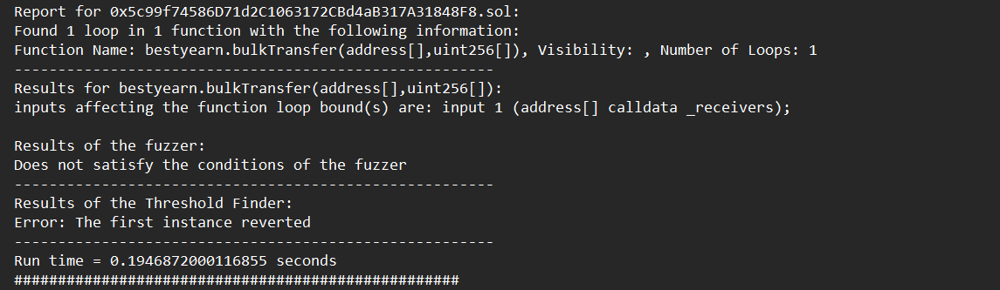 Report for 0x5c99f74586D71d2C1063172CBd4aB317A31848F8.sol:
Found 1 loop in 1 function with the following information:
Function Name: bestyearn.bulkTransfer(address[],uint256[]), Visibility: , Number of Loops: 1
-------------------------------------------------------
Results for bestyearn.bulkTransfer(address[],uint256[]):
inputs affecting the function loop bound(s) are: input 1 (address[] calldata _receivers);

Results of the fuzzer:
Does not satisfy the conditions of the fuzzer
-------------------------------------------------------
Results of the Threshold Finder:
Error: The first instance reverted
-------------------------------------------------------
Run time = 0.1946872000116855 seconds
###################################################